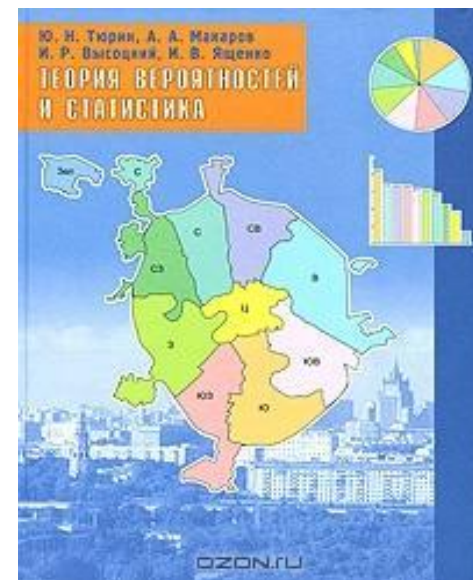 Ю. Н. Тюрин, А. А. Макаров
И. Р. Высоцкий, И. В. Ященко
ТЕОРИЯ ВЕРОЯТНОСТЕЙ
И СТАТИСТИКА
Зел
С
С
СВ
СЗ
В
Ц
З
ЮВ
ЮЗ
Ю
OZON.RU